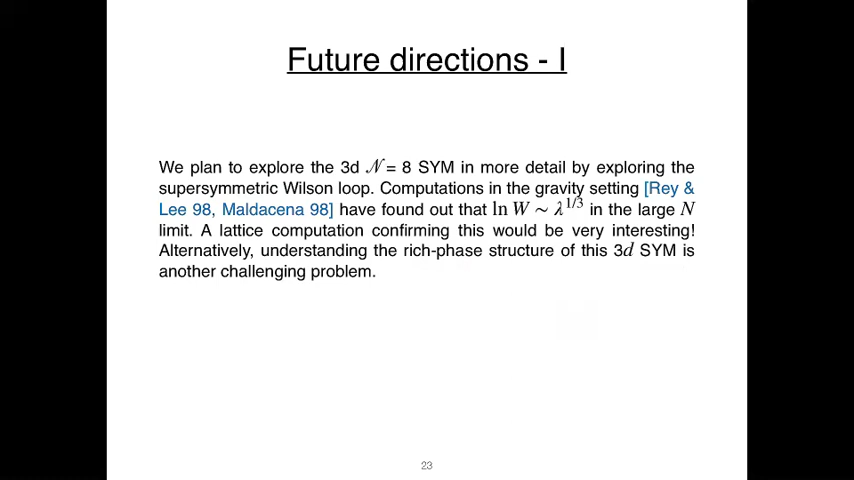 Future directions - I
We plan to explore the 3d 𝒩 = 8 SYM in more detail by exploring the
supersymmetric Wilson loop. Computations in the gravity setting [Rey &
Lee 98, Maldacena 98] have found out that ln W ~ λ^{1/3} in the large N
limit. A lattice computation confirming this would be very interesting!
Alternatively, understanding the rich-phase structure of this 3d SYM is
another challenging problem.
23